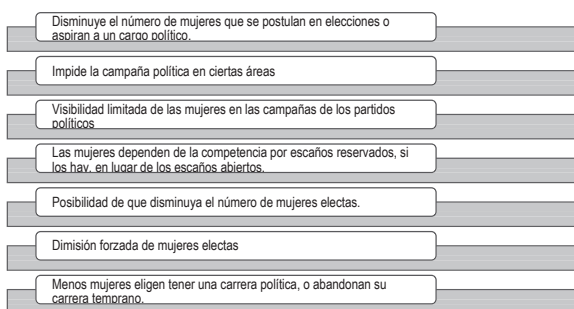 Disminuye el número de mujeres que se postulan en elecciones o
aspiran a un cargo político.
Impide la campaña política en ciertas áreas
Visibilidad limitada de las mujeres en las campañas de los partidos
políticos
Las mujeres dependen de la competencia por escaños reservados, si
los hay, en lugar de los escaños abiertos.
Posibilidad de que disminuya el número de mujeres electas.
Dimisión forzada de mujeres electas
Menos mujeres eligen tener una carrera política, o abandonan su
carrera temprano.